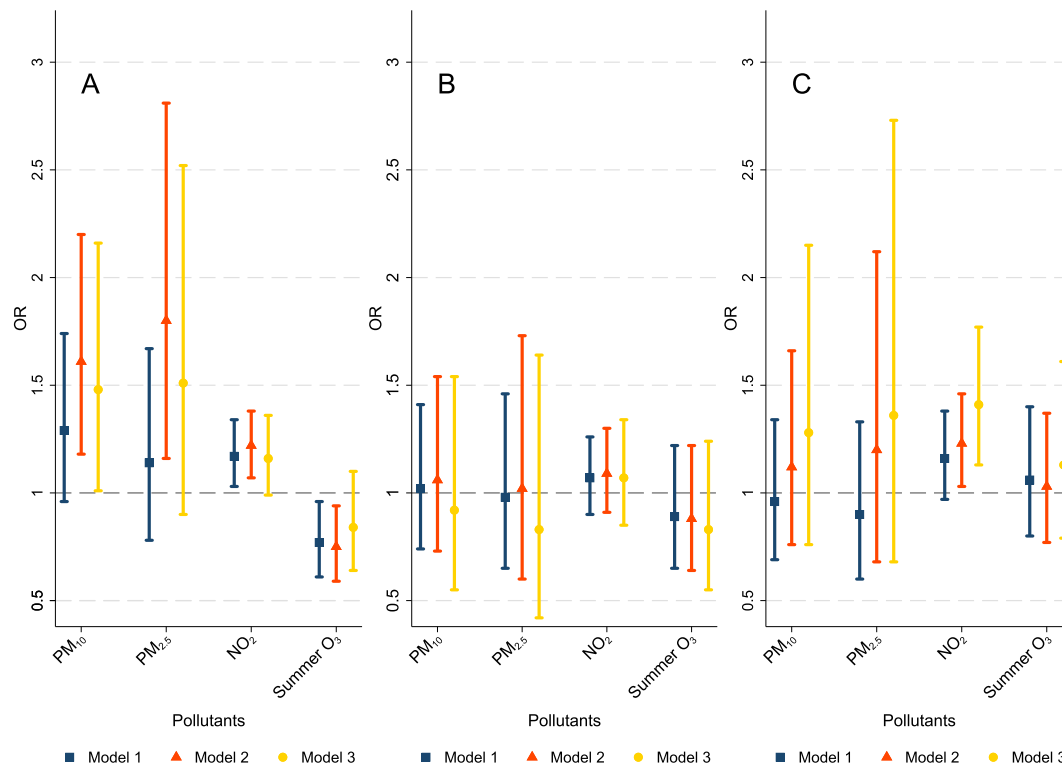 A
B
C
3
2.5
2
1.5
1
0.5
OR
PM₁₀
PM₂.₅
NO₂
Summer O₃
Pollutants
Model 1 Model 2 Model 3
3
2.5
2
1.5
1
0.5
OR
PM₁₀
PM₂.₅
NO₂
Summer O₃
Pollutants
Model 1 Model 2 Model 3
3
2.5
2
1.5
1
0.5
OR
PM₁₀
PM₂.₅
NO₂
Summer O₃
Pollutants
Model 1 Model 2 Model 3